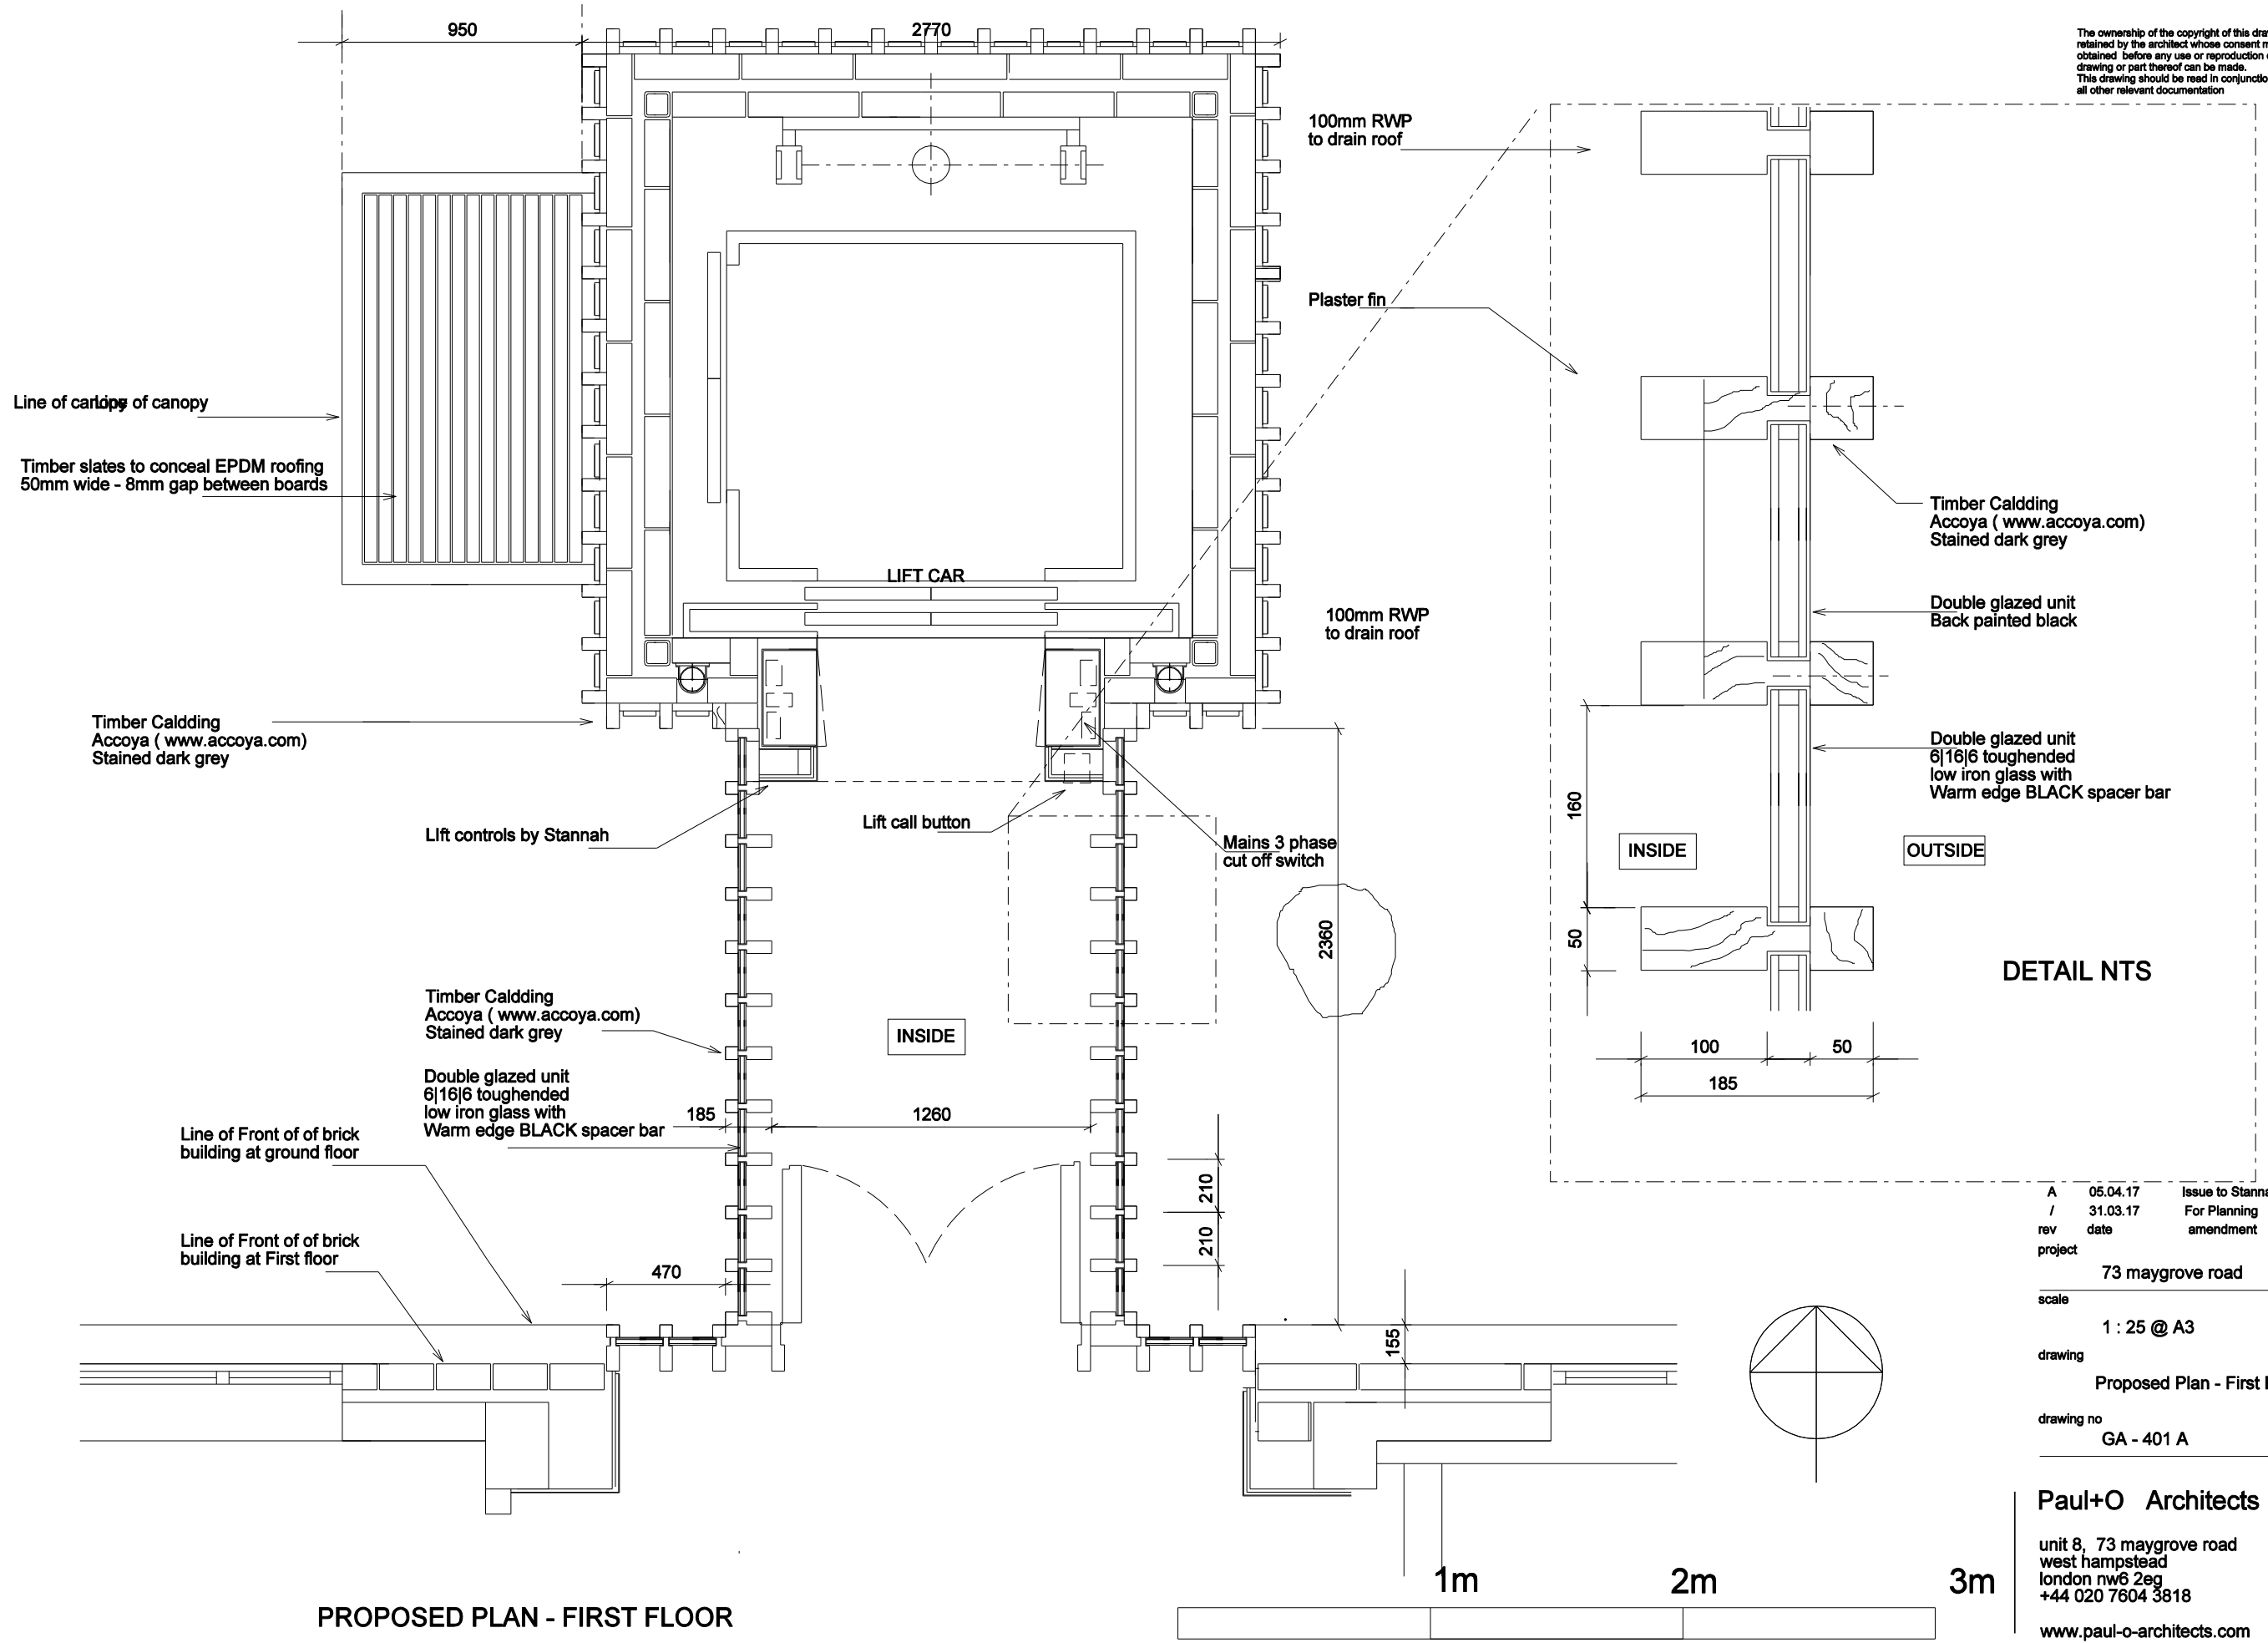 950
2770
The ownership of the copyright of this
retained by the architect whose consent
obtained before any use or reproduction
drawing or part thereof can be made.
This drawing should be read in
all other relevant documentation
100mm RWP
to drain roof
Plaster fin
Line of canopy
Line of canopy
Timber slates to conceal EPDM roofing
50mm wide - 8mm gap between boards
Timber Caldding
Accoya ( www.accoya.com)
Stained dark grey
LIFT CAR
Double glazed unit
Back painted black
100mm RWP
to drain roof
Timber Caldding
Accoya ( www.accoya.com)
Stained dark grey
Double glazed unit
6|16|6 toughended
low iron glass with
Warm edge BLACK spacer bar
160
LIft controls by Stannah
Lift call button
Mains 3 phase
cut off switch
INSIDE
OUTSIDE
2360
50
DETAIL NTS
Timber Caldding
Accoya ( www.accoya.com)
Stained dark grey
INSIDE
100
50
185
Double glazed unit
6|16|6 toughended
low iron glass with
Warm edge BLACK spacer bar
185
1260
Line of Front of of brick
building at ground floor
210
210
Line of Front of of brick
building at First floor
470
155
A 05.04.17 Issue to
/ 31.03.17 For Planning
rev date amendment
project
73 maygrove road
scale
1 : 25 @ A3
drawing
Proposed Plan - First
drawing no
GA - 401 A
Paul+O Architects
unit 8, 73 maygrove road
west hampstead
london nw6 2eg
+44 020 7604 3818
www.paul-o-architects.com
1m
2m
3m
PROPOSED PLAN - FIRST FLOOR